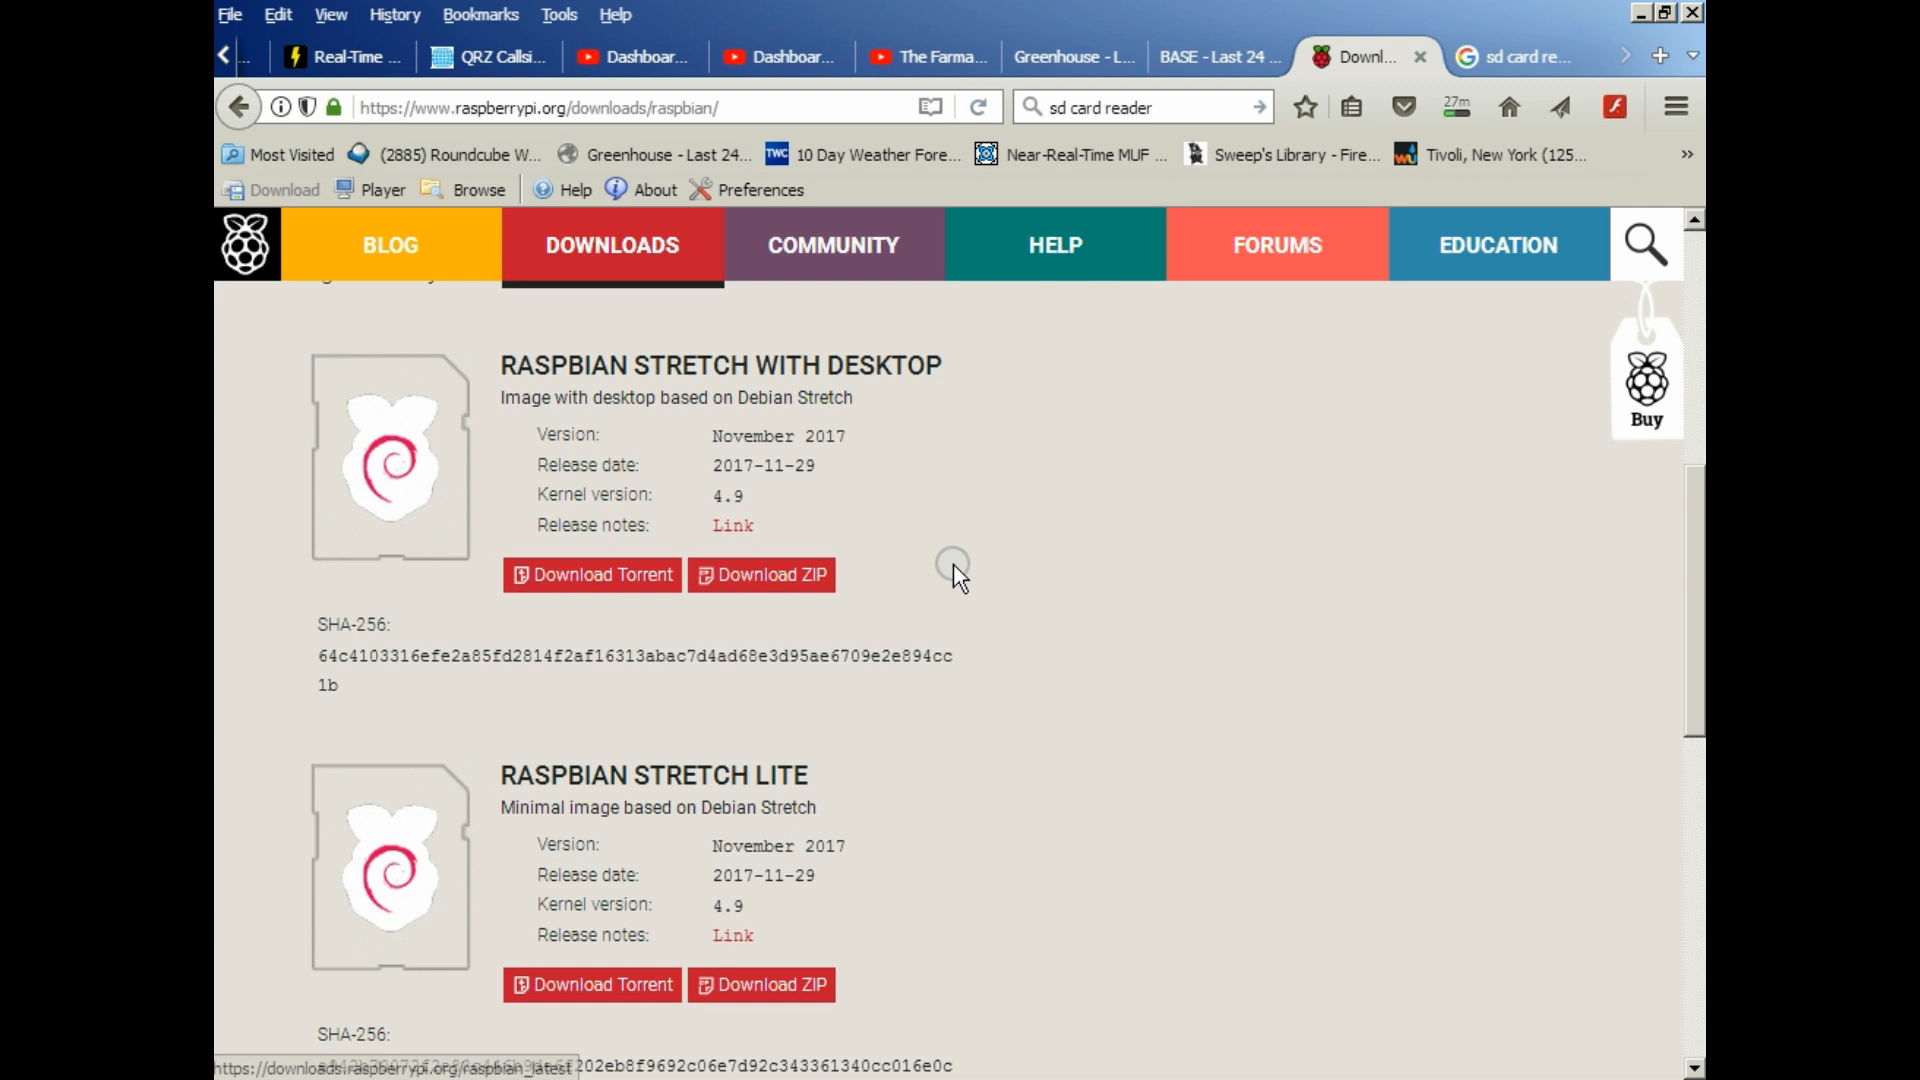 File Edit View History Bookmarks Tools Help
... Real-Time ... QRZ Callsi... Dashboar... Dashboar... The Farma... Greenhouse - L... BASE - Last 24 ... Downl... sd card re...
https://www.raspberrypi.org/downloads/raspbian/ sd card reader 27m
Most Visited (2885) Roundcube W... Greenhouse - Last 24... TWC 10 Day Weather Fore... Near-Real-Time MUF ... Sweep's Library - Fire... Tivoli, New York (125... »
Download Player Browse Help About Preferences
BLOG DOWNLOADS COMMUNITY HELP FORUMS EDUCATION
Buy
RASPBIAN STRETCH WITH DESKTOP
Image with desktop based on Debian Stretch
Version: November 2017
Release date: 2017-11-29
Kernel version: 4.9
Release notes: Link
Download Torrent Download ZIP
SHA-256:
64c4103316efe2a85fd2814f2af16313abac7d4ad68e3d95ae6709e2e894cc
1b
RASPBIAN STRETCH LITE
Minimal image based on Debian Stretch
Version: November 2017
Release date: 2017-11-29
Kernel version: 4.9
Release notes: Link
Download Torrent Download ZIP
SHA-256:
https://downloads.raspberrypi.org/raspbian_latest